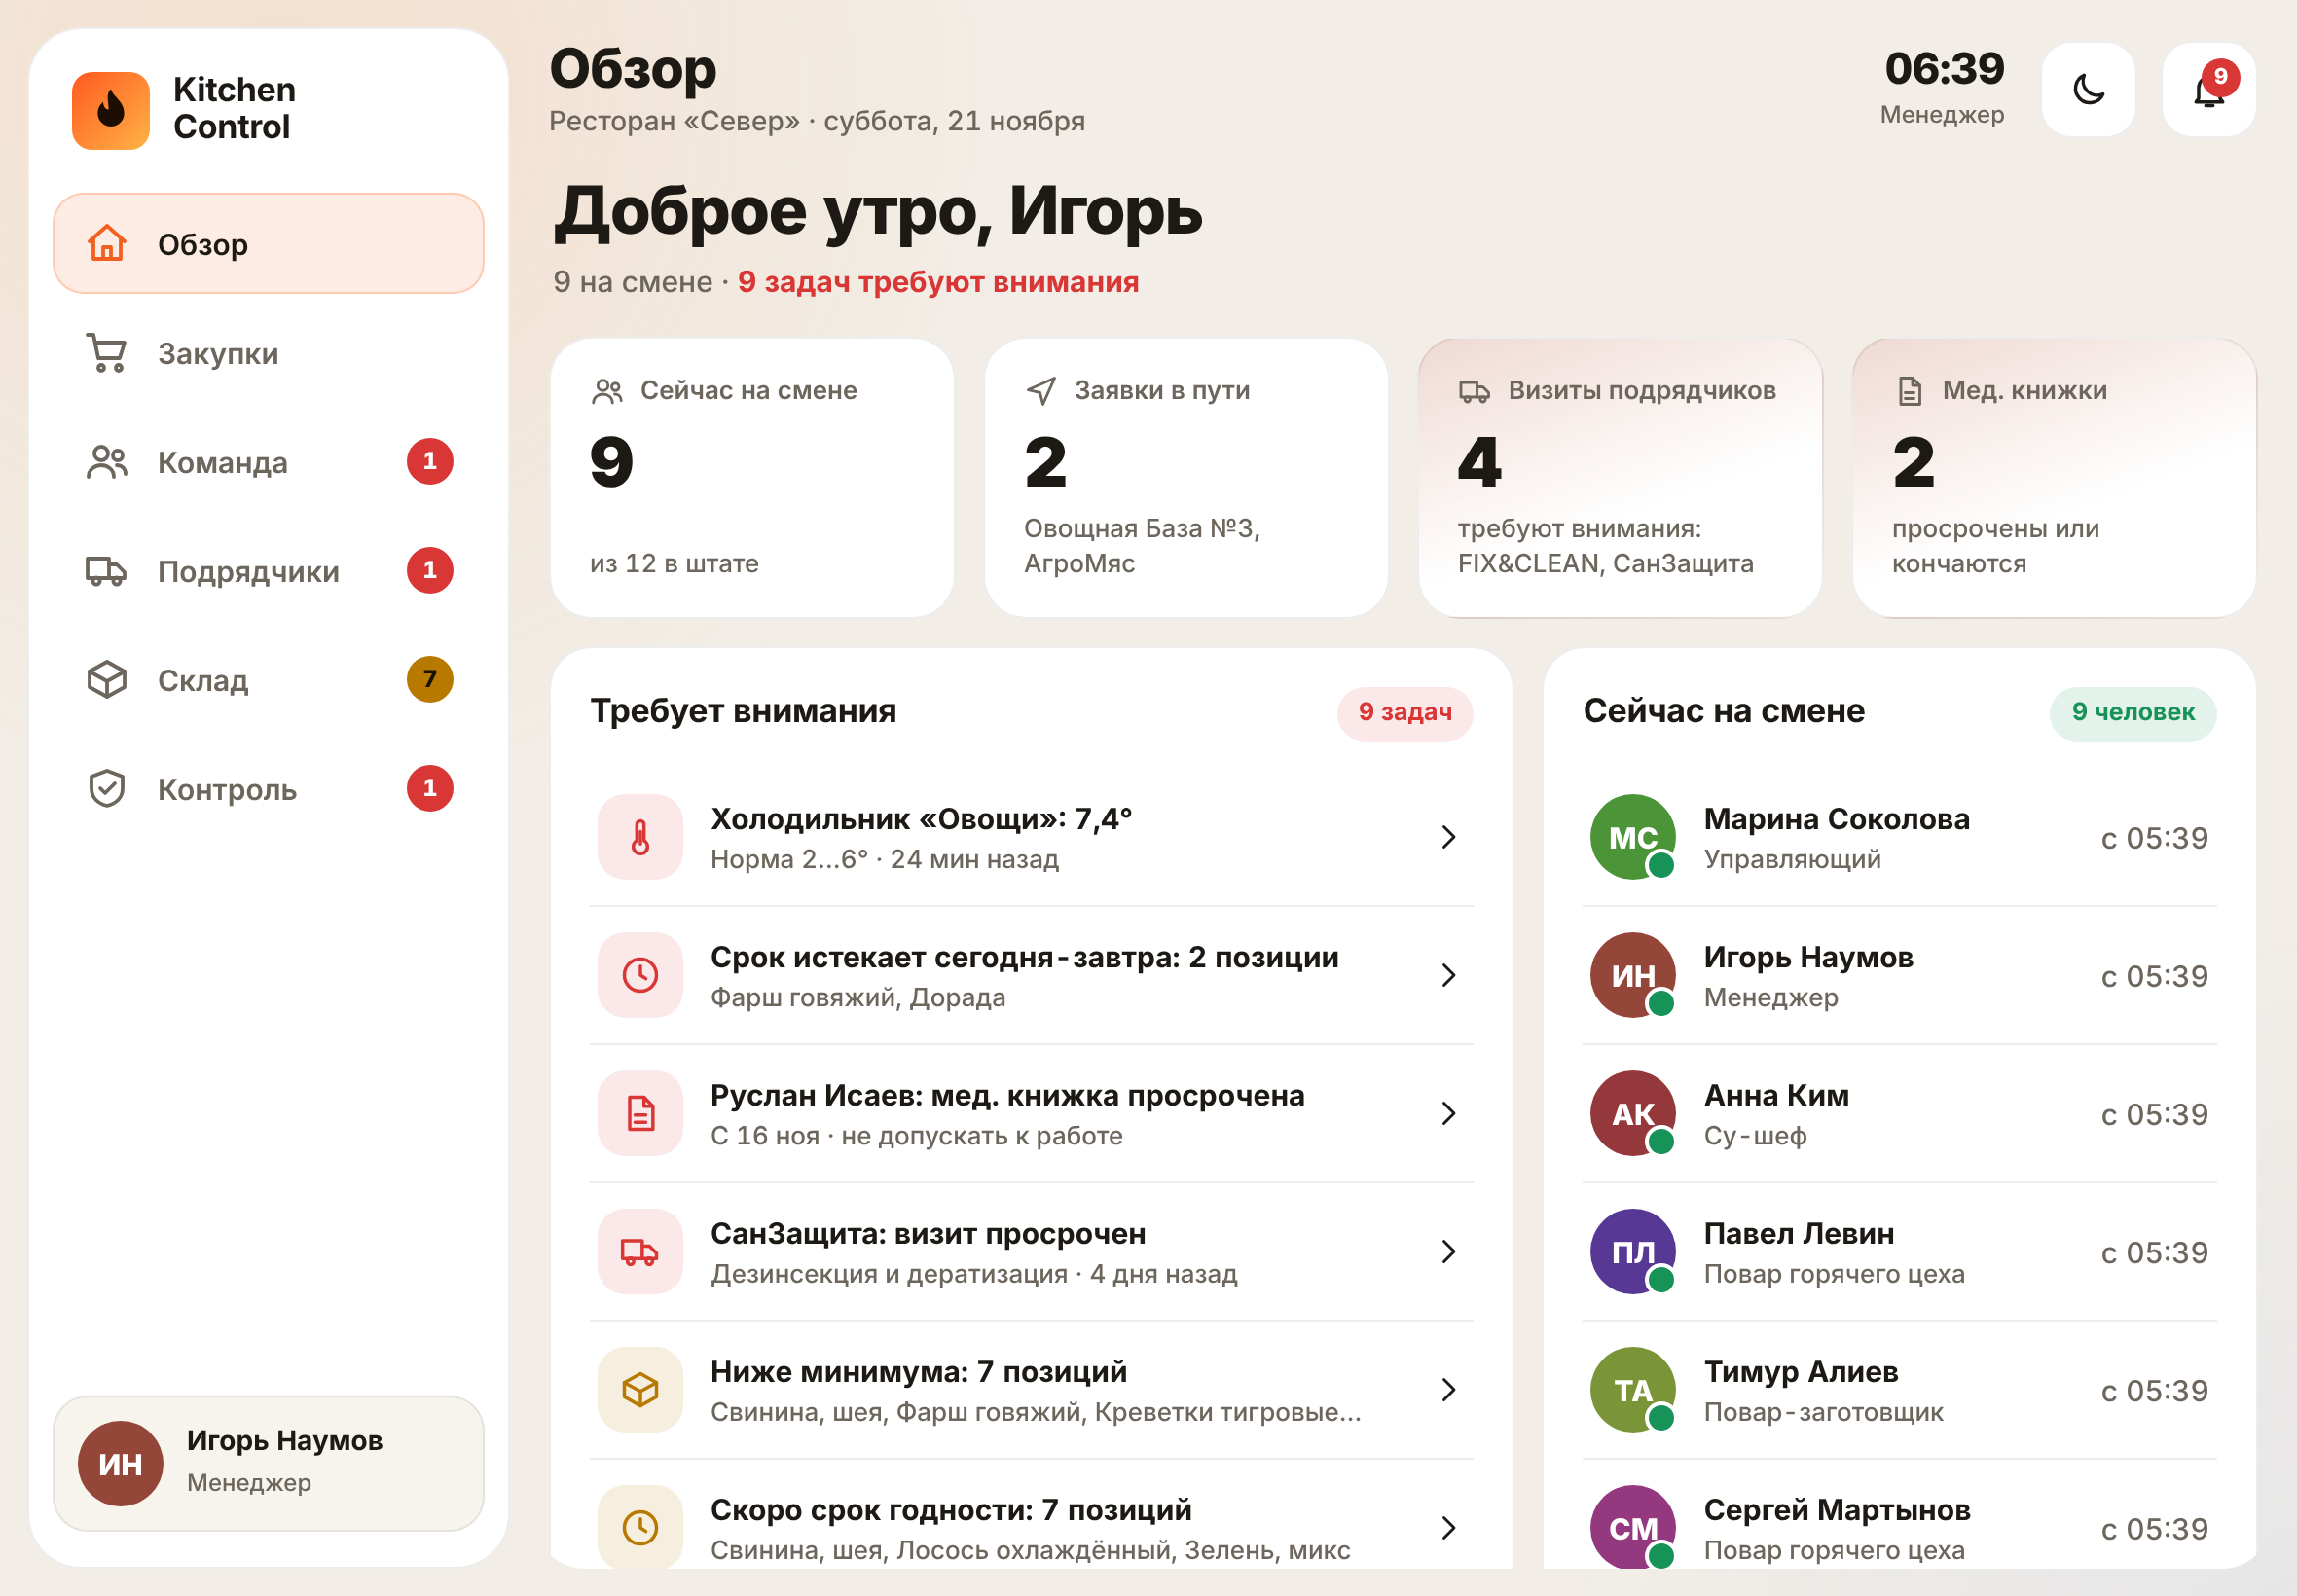 Kitchen
Control
Обзор
Закупки
Команда 1
Подрядчики 1
Склад 7
Контроль 1
ИН
Игорь Наумов
Менеджер
Обзор
Ресторан «Север» · суббота, 21 ноября
06:39
Менеджер
9
Доброе утро, Игорь
9 на смене · 9 задач требуют внимания
Сейчас на смене
9
из 12 в штате
Заявки в пути
2
Овощная База №3,
АгроМяс
Визиты подрядчиков
4
требуют внимания:
FIX&CLEAN, СанЗащита
Мед. книжки
2
просрочены или
кончаются
Требует внимания
9 задач
Холодильник «Овощи»: 7,4°
Норма 2…6° · 24 мин назад
Срок истекает сегодня-завтра: 2 позиции
Фарш говяжий, Дорада
Руслан Исаев: мед. книжка просрочена
С 16 ноя · не допускать к работе
СанЗащита: визит просрочен
Дезинсекция и дератизация · 4 дня назад
Ниже минимума: 7 позиций
Свинина, шея, Фарш говяжий, Креветки тигровые…
Скоро срок годности: 7 позиций
Свинина, шея, Лосось охлаждённый, Зелень, микс
Сейчас на смене
9 человек
МС
Марина Соколова
Управляющий
с 05:39
ИН
Игорь Наумов
Менеджер
с 05:39
АК
Анна Ким
Су-шеф
с 05:39
ПЛ
Павел Левин
Повар горячего цеха
с 05:39
ТА
Тимур Алиев
Повар-заготовщик
с 05:39
СМ
Сергей Мартынов
Повар горячего цеха
с 05:39